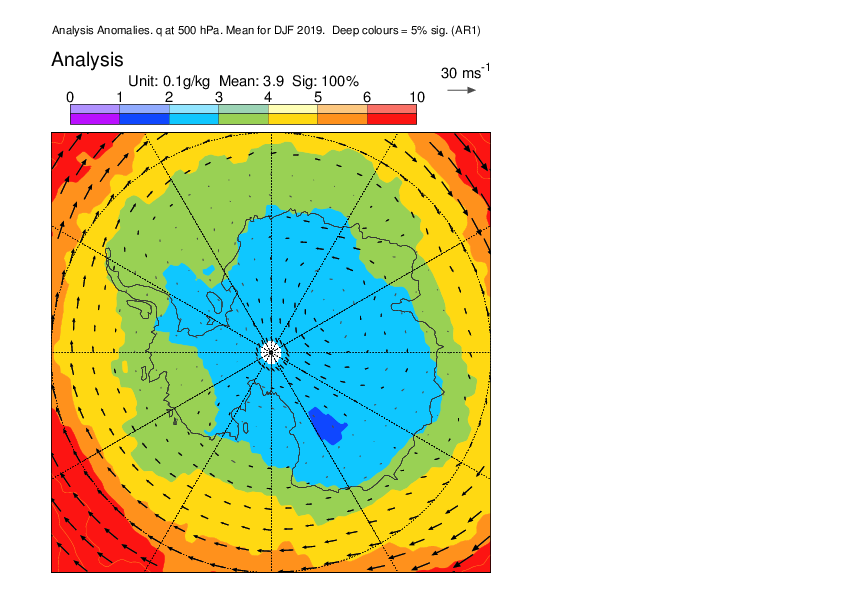 Analysis Anomalies. q at 500 hPa. Mean for DJF 2019.  Deep colours = 5% sig. (AR1)
Analysis
30 ms-1
Unit: 0.1g/kg  Mean: 3.9  Sig: 100%
0 1 2 3 4 5 6 10